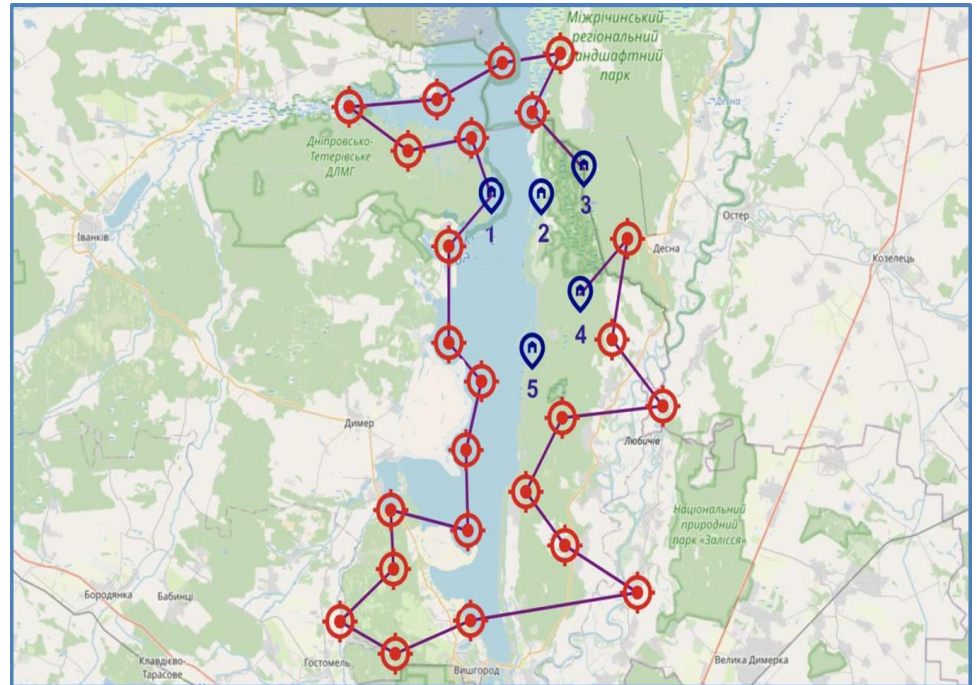 Міжрічинський
регіональний
ландшафтний
парк
Десна
Дніпровсько-
Тетерівське
ДЛМГ
Іванків
1
2
3
Остер
Десна
Козелець
4
5
Димер
Любичів
Національний
природний
парк «Залісся»
Бородянка
Бабинці
Клавдієво-
Тарасове
Гостомель
Вишгород
Велика Димерка